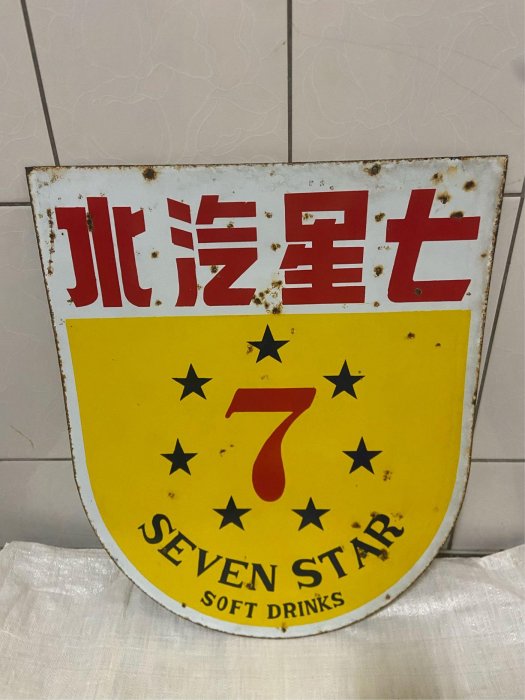 七星汽水
7
SEVEN STAR
SOFT DRINKS